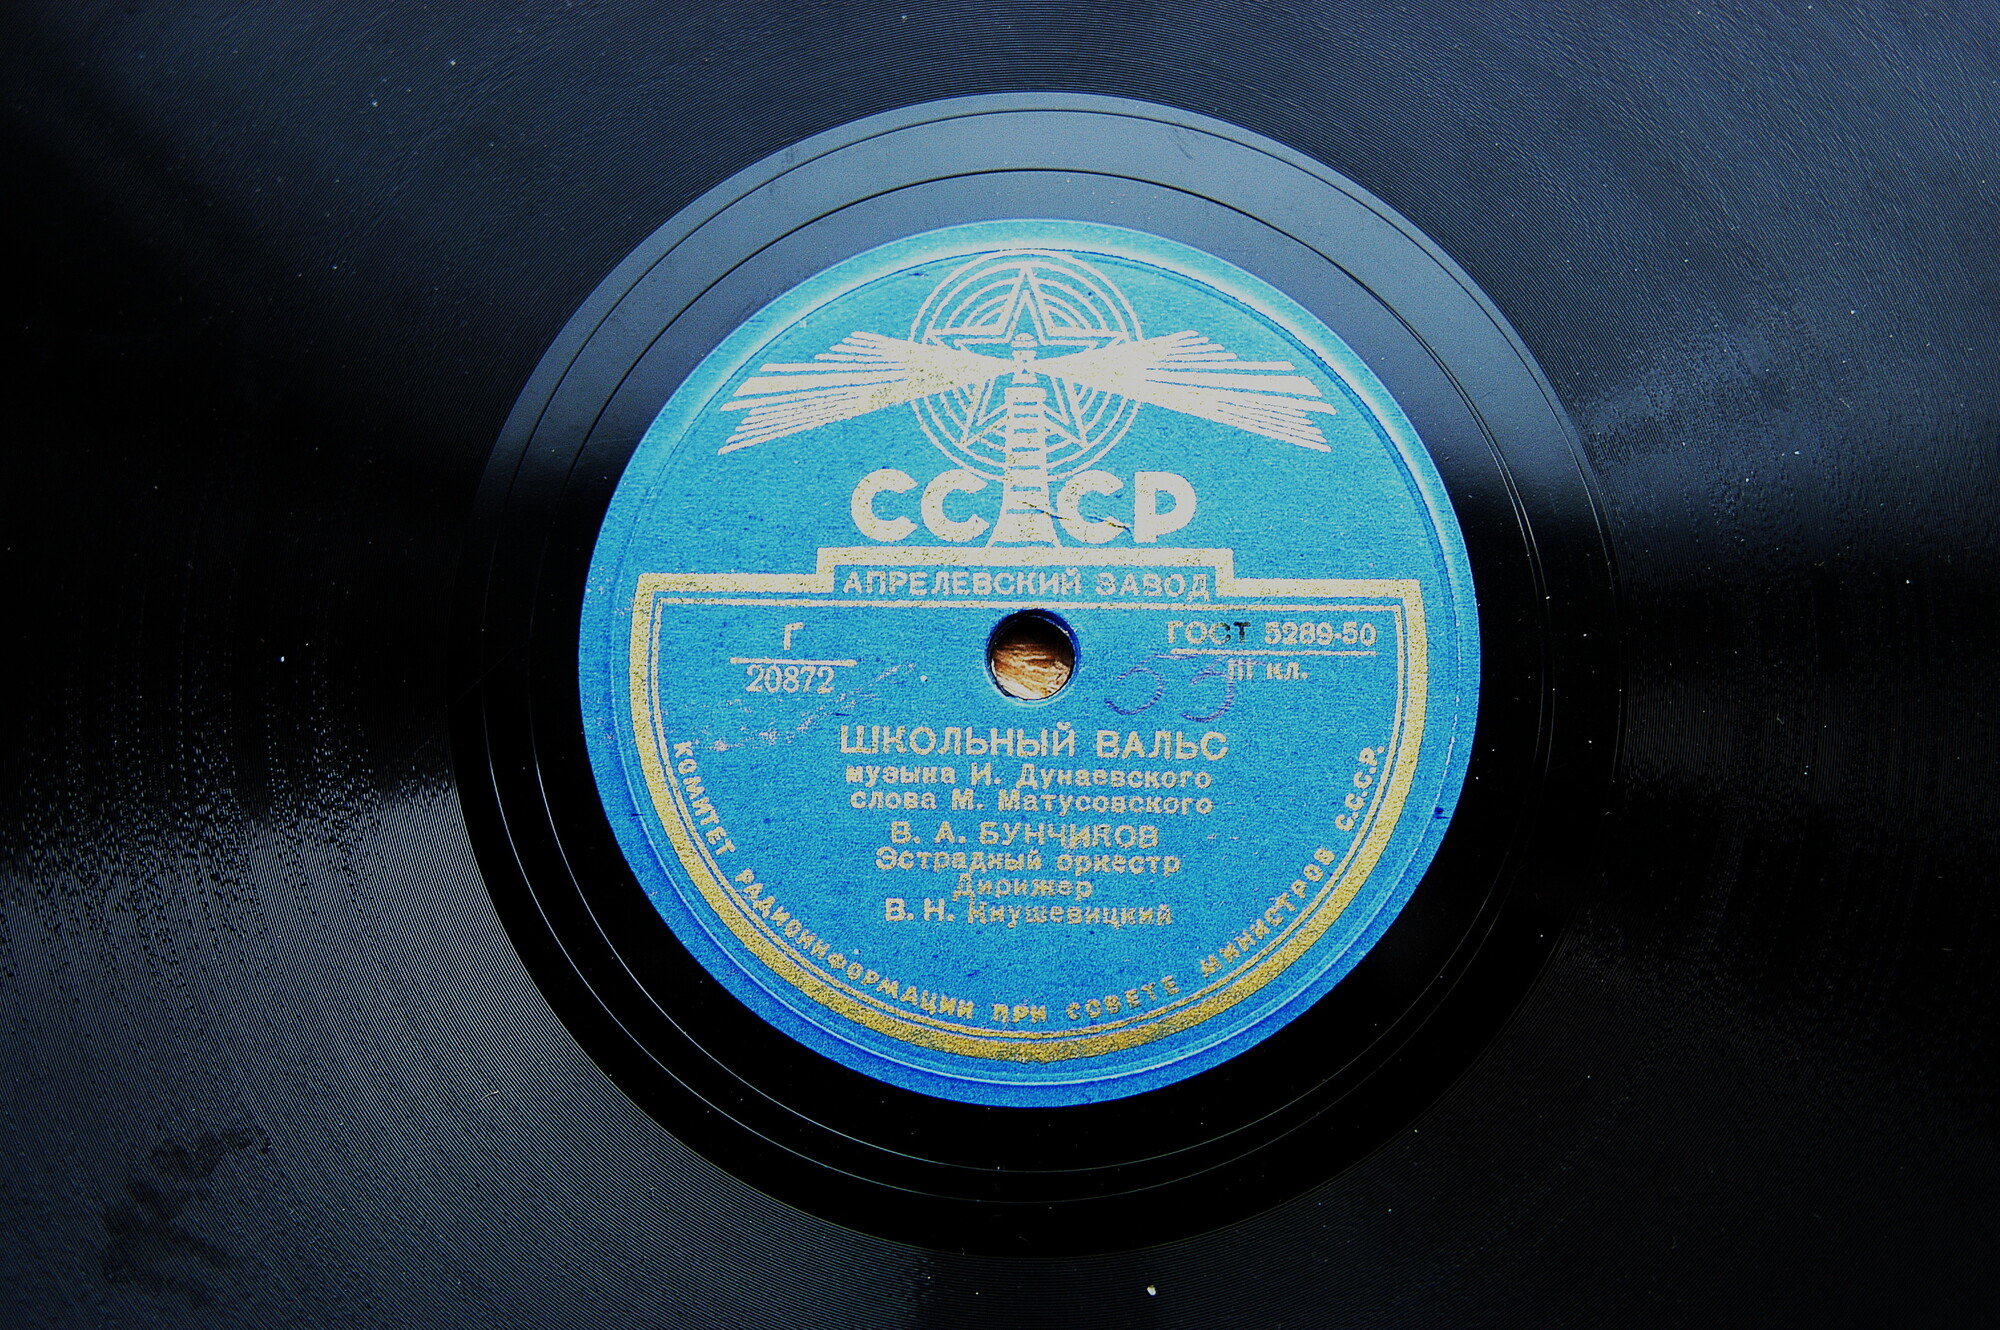 СССР
АПРЕЛЕВСКИЙ ЗАВОД
Г
20872
ГОСТ 5289-50
III кл.
ШКОЛЬНЫЙ ВАЛЬС
музыка И. Дунаевского
слова М. Матусовского
В. А. БУНЧИКОВ
Эстрадный оркестр
Дирижер
В. Н. Кнушевицкий
КОМИТЕТ РАДИОИНФОРМАЦИИ ПРИ СОВЕТЕ МИНИСТРОВ С.С.С.Р.